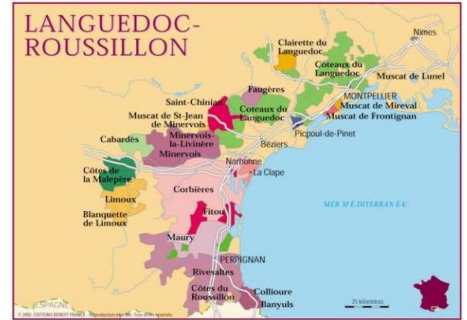 LANGUEDOC-
ROUSSILLON
Nimes
Clairette du
Languedoc
Coteaux du
Languedoc
Muscat de Lunel
Faugères
MONTPELLIER
Saint-Chinian
Coteaux du
Languedoc
Muscat de Mireval
Muscat de Frontignan
Muscat de St-Jean
de Minervois
Picpoul-de-Pinet
Minervois-
la-Livinère
Cabardès
Béziers
Minervois
Narbonne
Côtes de
la Malepère
La Clape
Corbières
Limoux
MER MÉDITERRANÉE
Blanquette
de Limoux
Fitou
Maury
PERPIGNAN
Rivesaltes
Côtes du
Roussillon
Collioure
Banyuls
25 kilomètres
ESPAGNE